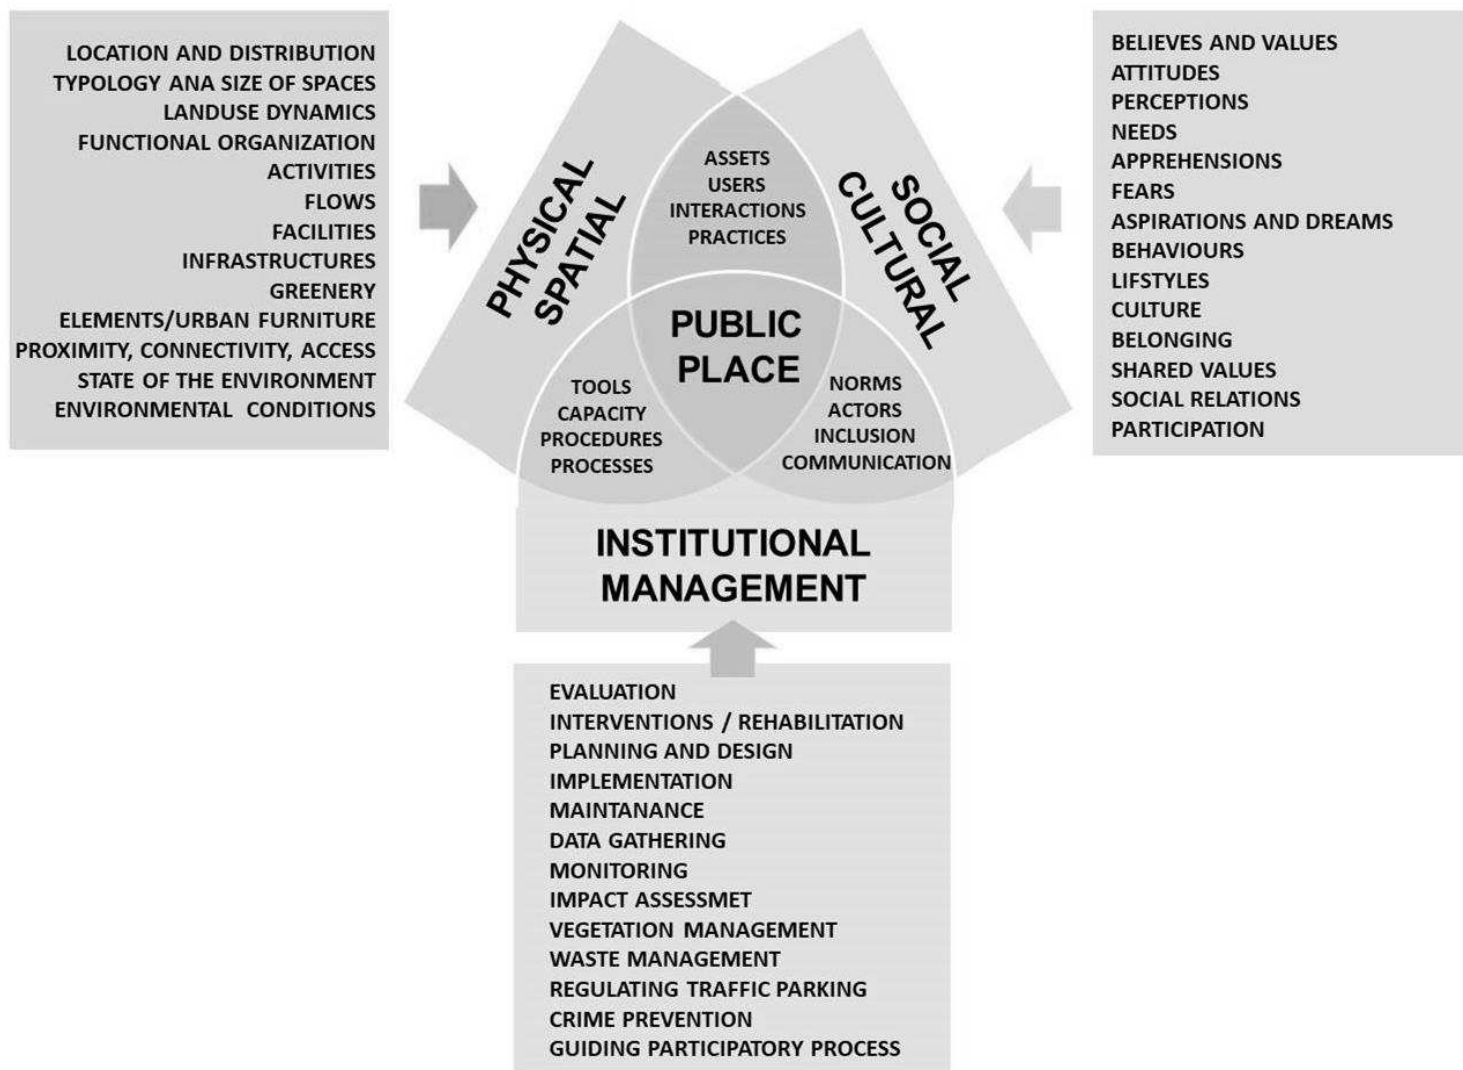 LOCATION AND DISTRIBUTION
TYPOLOGY ANA SIZE OF SPACES
LANDUSE DYNAMICS
FUNCTIONAL ORGANIZATION
ACTIVITIES
FLOWS
FACILITIES
INFRASTRUCTURES
GREENERY
ELEMENTS/URBAN FURNITURE
PROXIMITY, CONNECTIVITY, ACCESS
STATE OF THE ENVIRONMENT
ENVIRONMENTAL CONDITIONS
PHYSICAL
SPATIAL
ASSETS
USERS
INTERACTIONS
PRACTICES
SOCIAL
CULTURAL
BELIEVES AND VALUES
ATTITUDES
PERCEPTIONS
NEEDS
APPREHENSIONS
FEARS
ASPIRATIONS AND DREAMS
BEHAVIOURS
LIFSTYLES
CULTURE
BELONGING
SHARED VALUES
SOCIAL RELATIONS
PARTICIPATION
PUBLIC
PLACE
TOOLS
CAPACITY
PROCEDURES
PROCESSES
NORMS
ACTORS
INCLUSION
COMMUNICATION
INSTITUTIONAL
MANAGEMENT
EVALUATION
INTERVENTIONS / REHABILITATION
PLANNING AND DESIGN
IMPLEMENTATION
MAINTANANCE
DATA GATHERING
MONITORING
IMPACT ASSESSMET
VEGETATION MANAGEMENT
WASTE MANAGEMENT
REGULATING TRAFFIC PARKING
CRIME PREVENTION
GUIDING PARTICIPATORY PROCESS